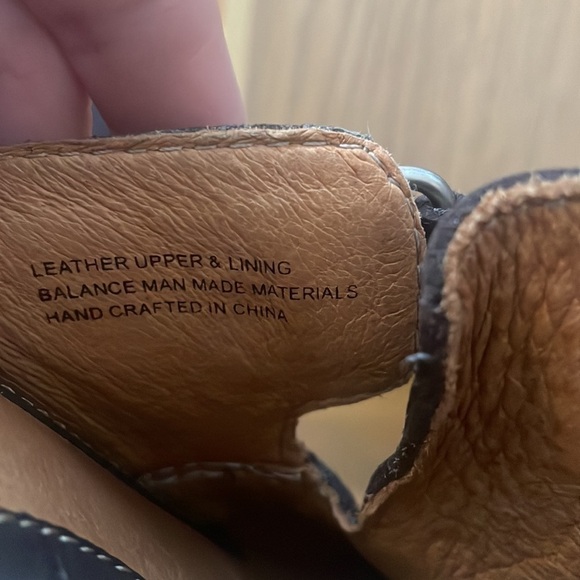 LEATHER UPPER & LINING
BALANCE MAN MADE MATERIALS
HAND CRAFTED IN CHINA